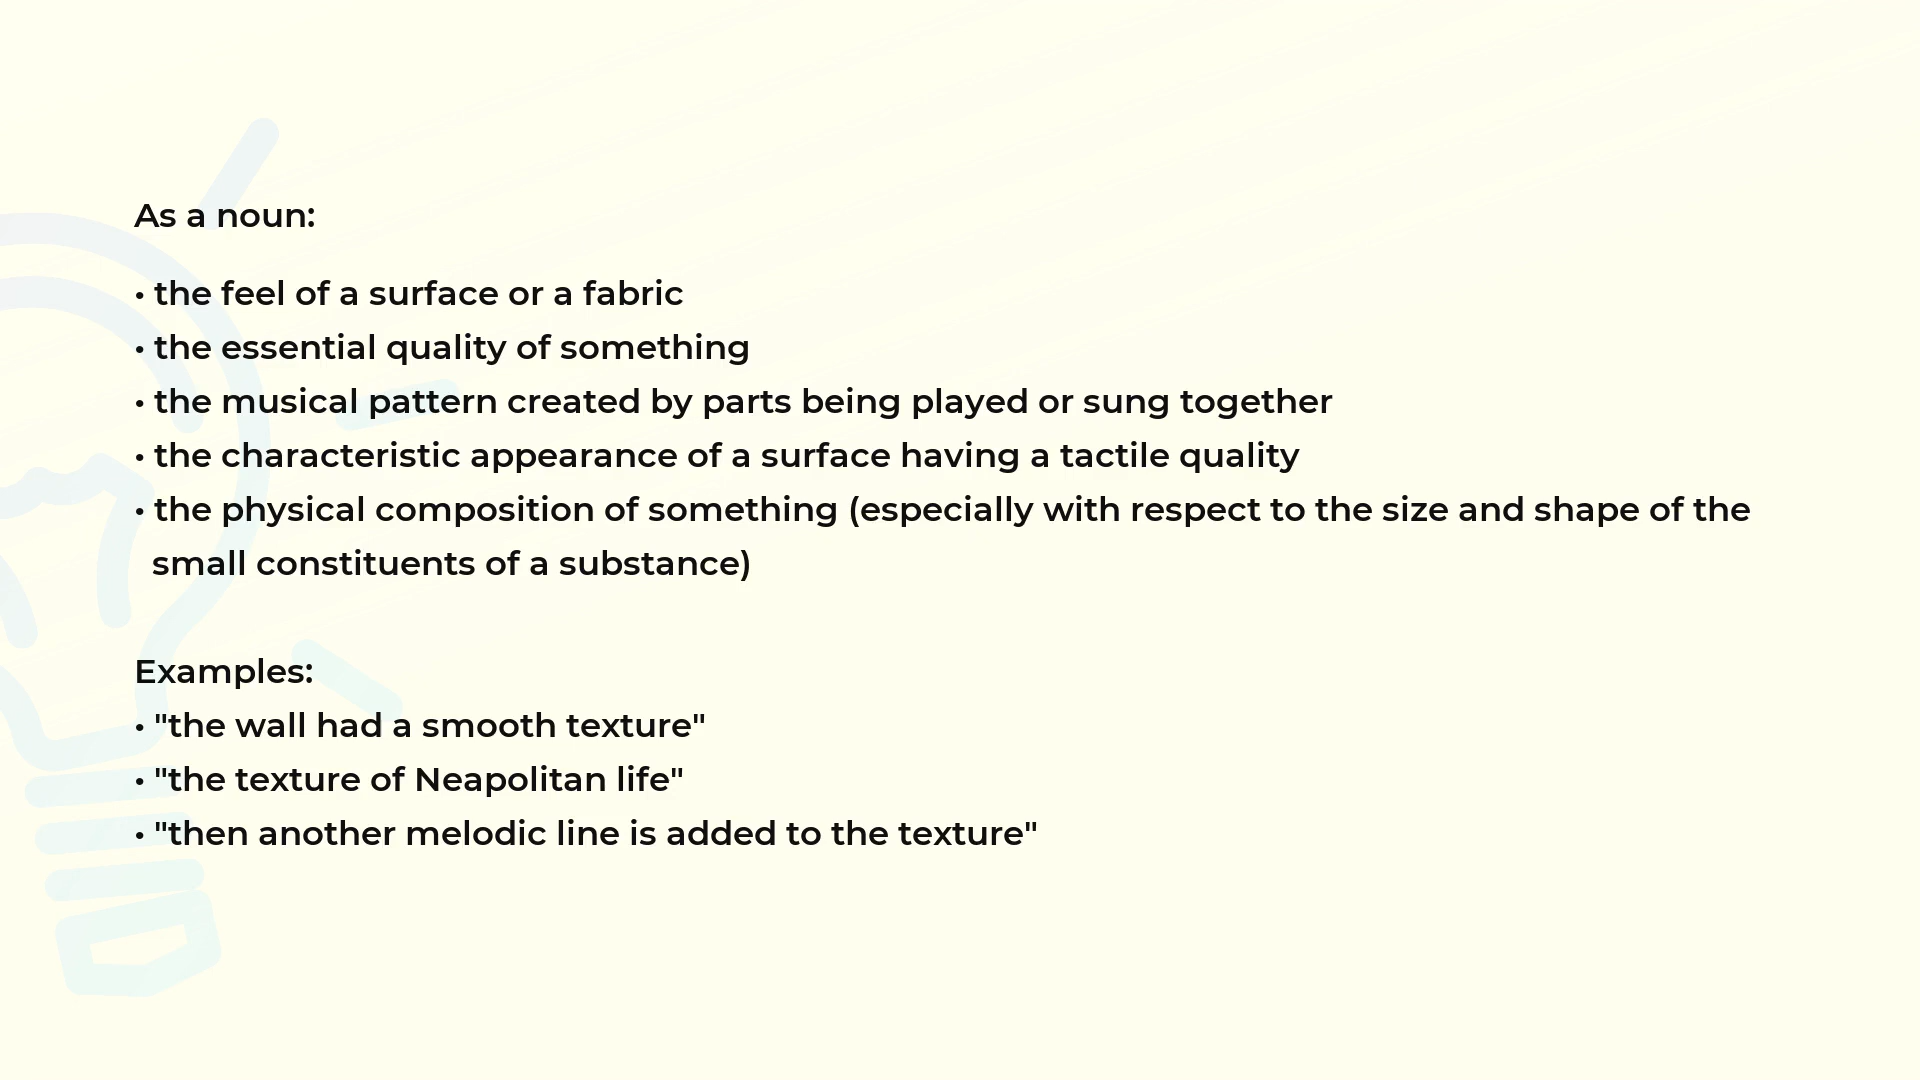 As a noun:
• the feel of a surface or a fabric
• the essential quality of something
• the musical pattern created by parts being played or sung together
• the characteristic appearance of a surface having a tactile quality
• the physical composition of something (especially with respect to the size and shape of the
small constituents of a substance)
Examples:
• "the wall had a smooth texture"
• "the texture of Neapolitan life"
• "then another melodic line is added to the texture"